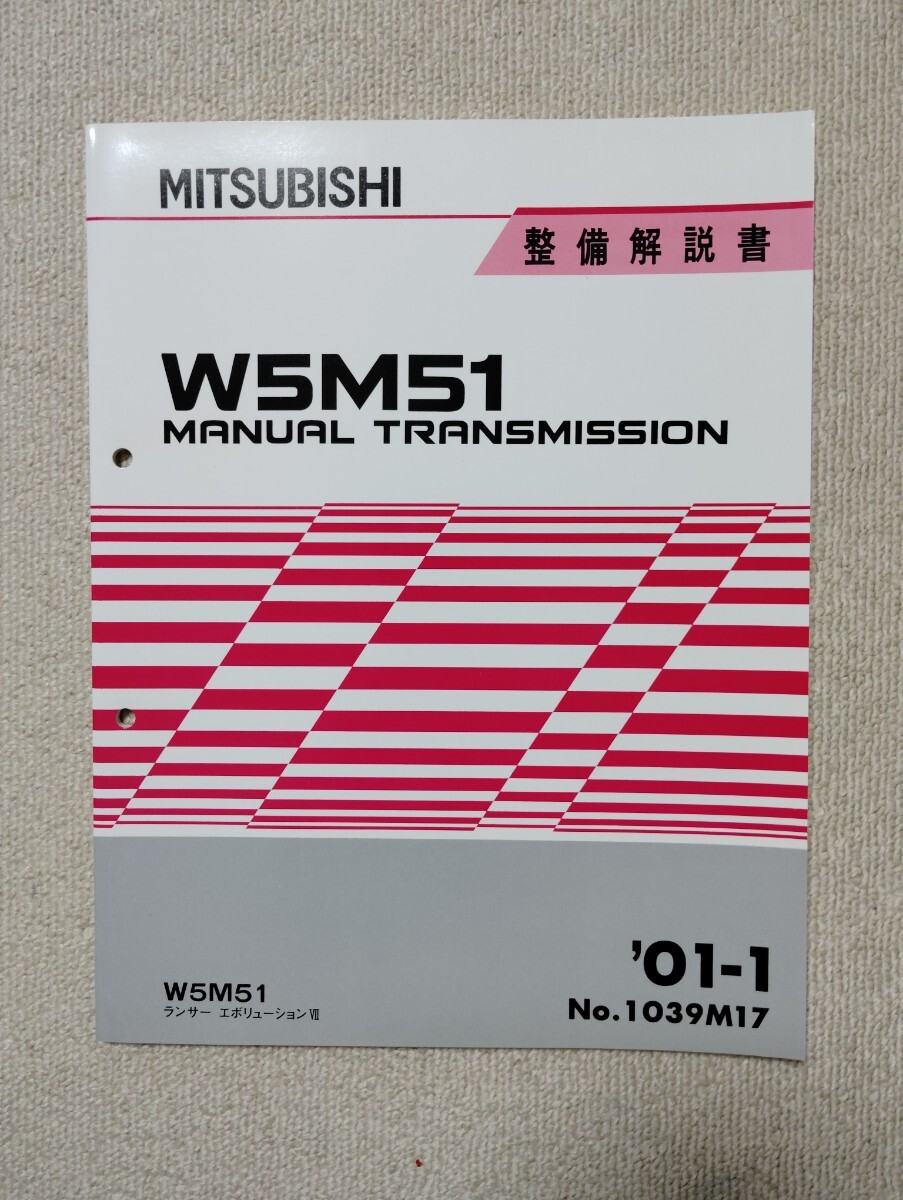 MITSUBISHI
整備解説書
W5M51
MANUAL TRANSMISSION
'01-1
No.1039M17
W5M51
ランサー エボリューションⅦ